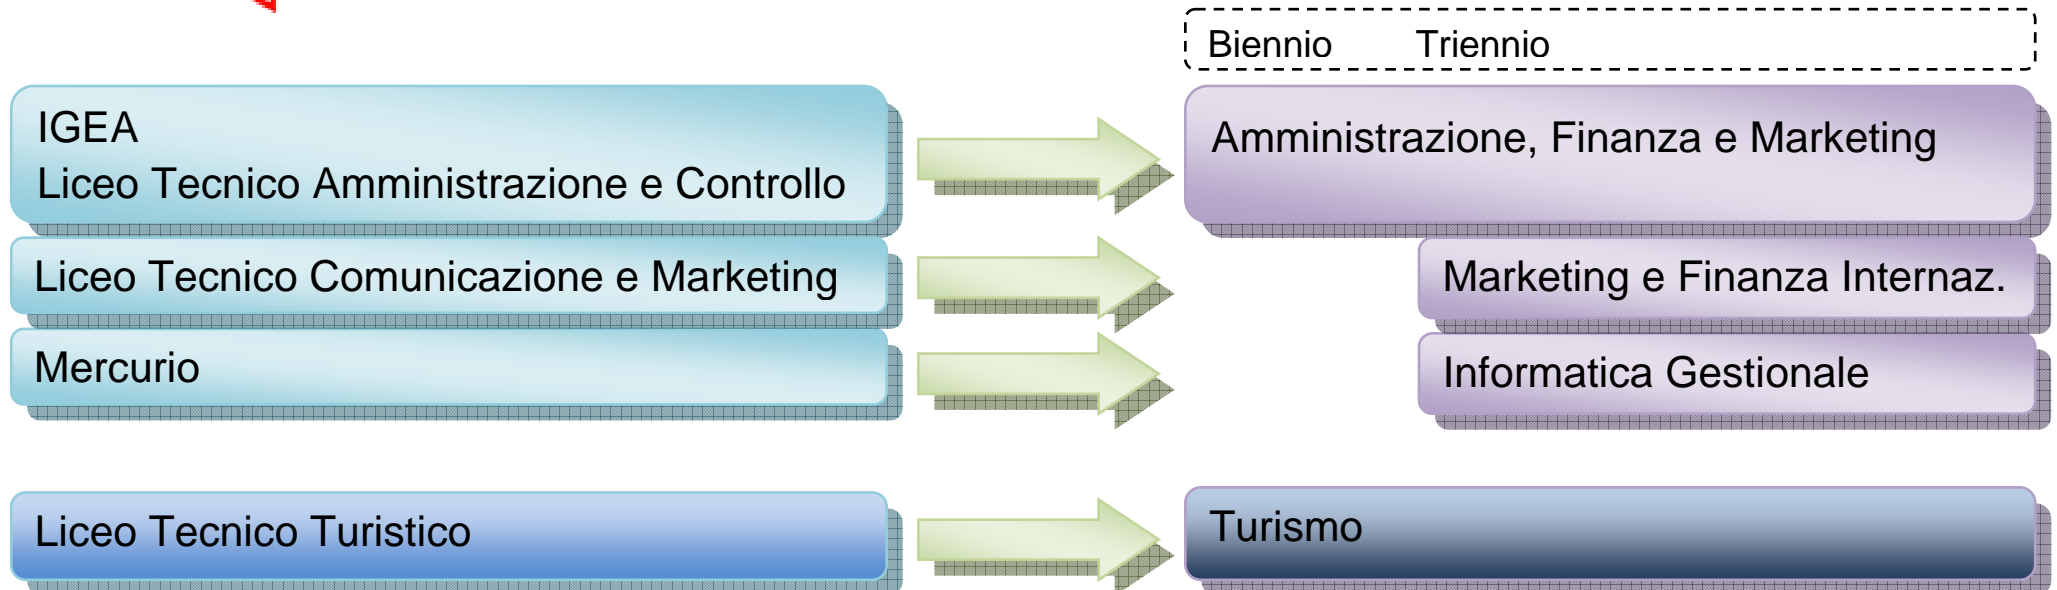 Biennio Triennio
IGEA
Liceo Tecnico Amministrazione e Controllo
Amministrazione, Finanza e Marketing
Liceo Tecnico Comunicazione e Marketing
Marketing e Finanza Internaz.
Mercurio
Informatica Gestionale
Liceo Tecnico Turistico
Turismo